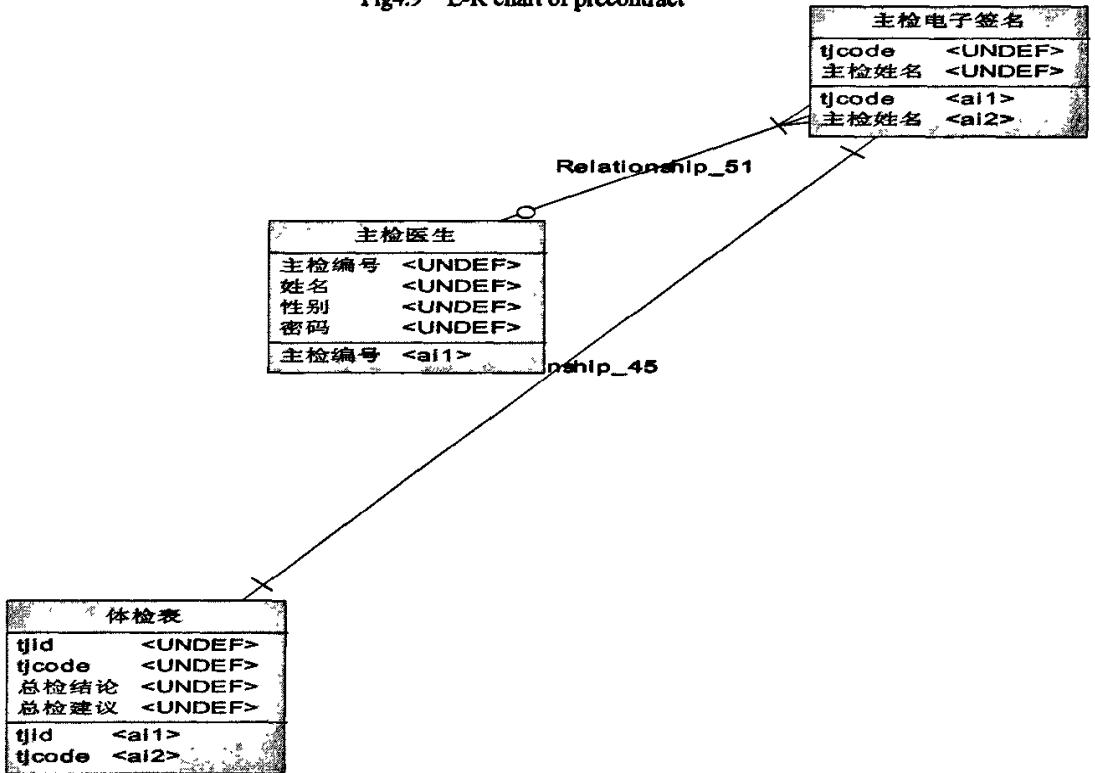 Fig4.9 E-R chart of precontract
主检电子签名
tjcode <UNDEF>
主检姓名 <UNDEF>
tjcode <ai1>
主检姓名 <ai2>
Relationship_51
主检医生
主检编号 <UNDEF>
姓名 <UNDEF>
性别 <UNDEF>
密码 <UNDEF>
主检编号 <ai1>
nship_45
体检表
tjid <UNDEF>
tjcode <UNDEF>
总检结论 <UNDEF>
总检建议 <UNDEF>
tjid <ai1>
tjcode <ai2>